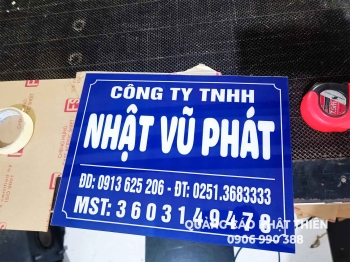 CÔNG TY TNHH
NHẬT VŨ PHÁT
ĐD: 0913 625 206 - ĐT: 0251.3683333
MST: 3603149478
QUẢNG CÁO PHÁT THIÊN
0906 990 388